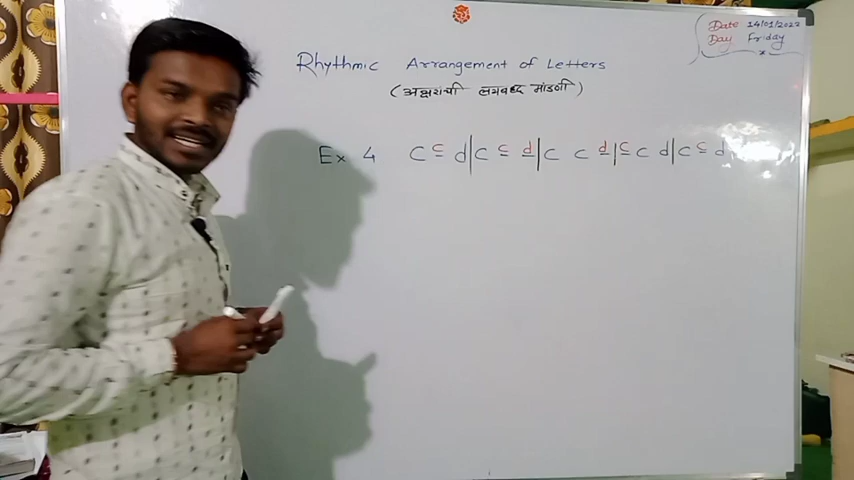 Date 14/01/2022
Day Friday
Rhythmic Arrangement of Letters
(अक्षरांची लयबद्ध मांडणी)
Ex 4 c c d|c c d|c c d|c c d|c c d